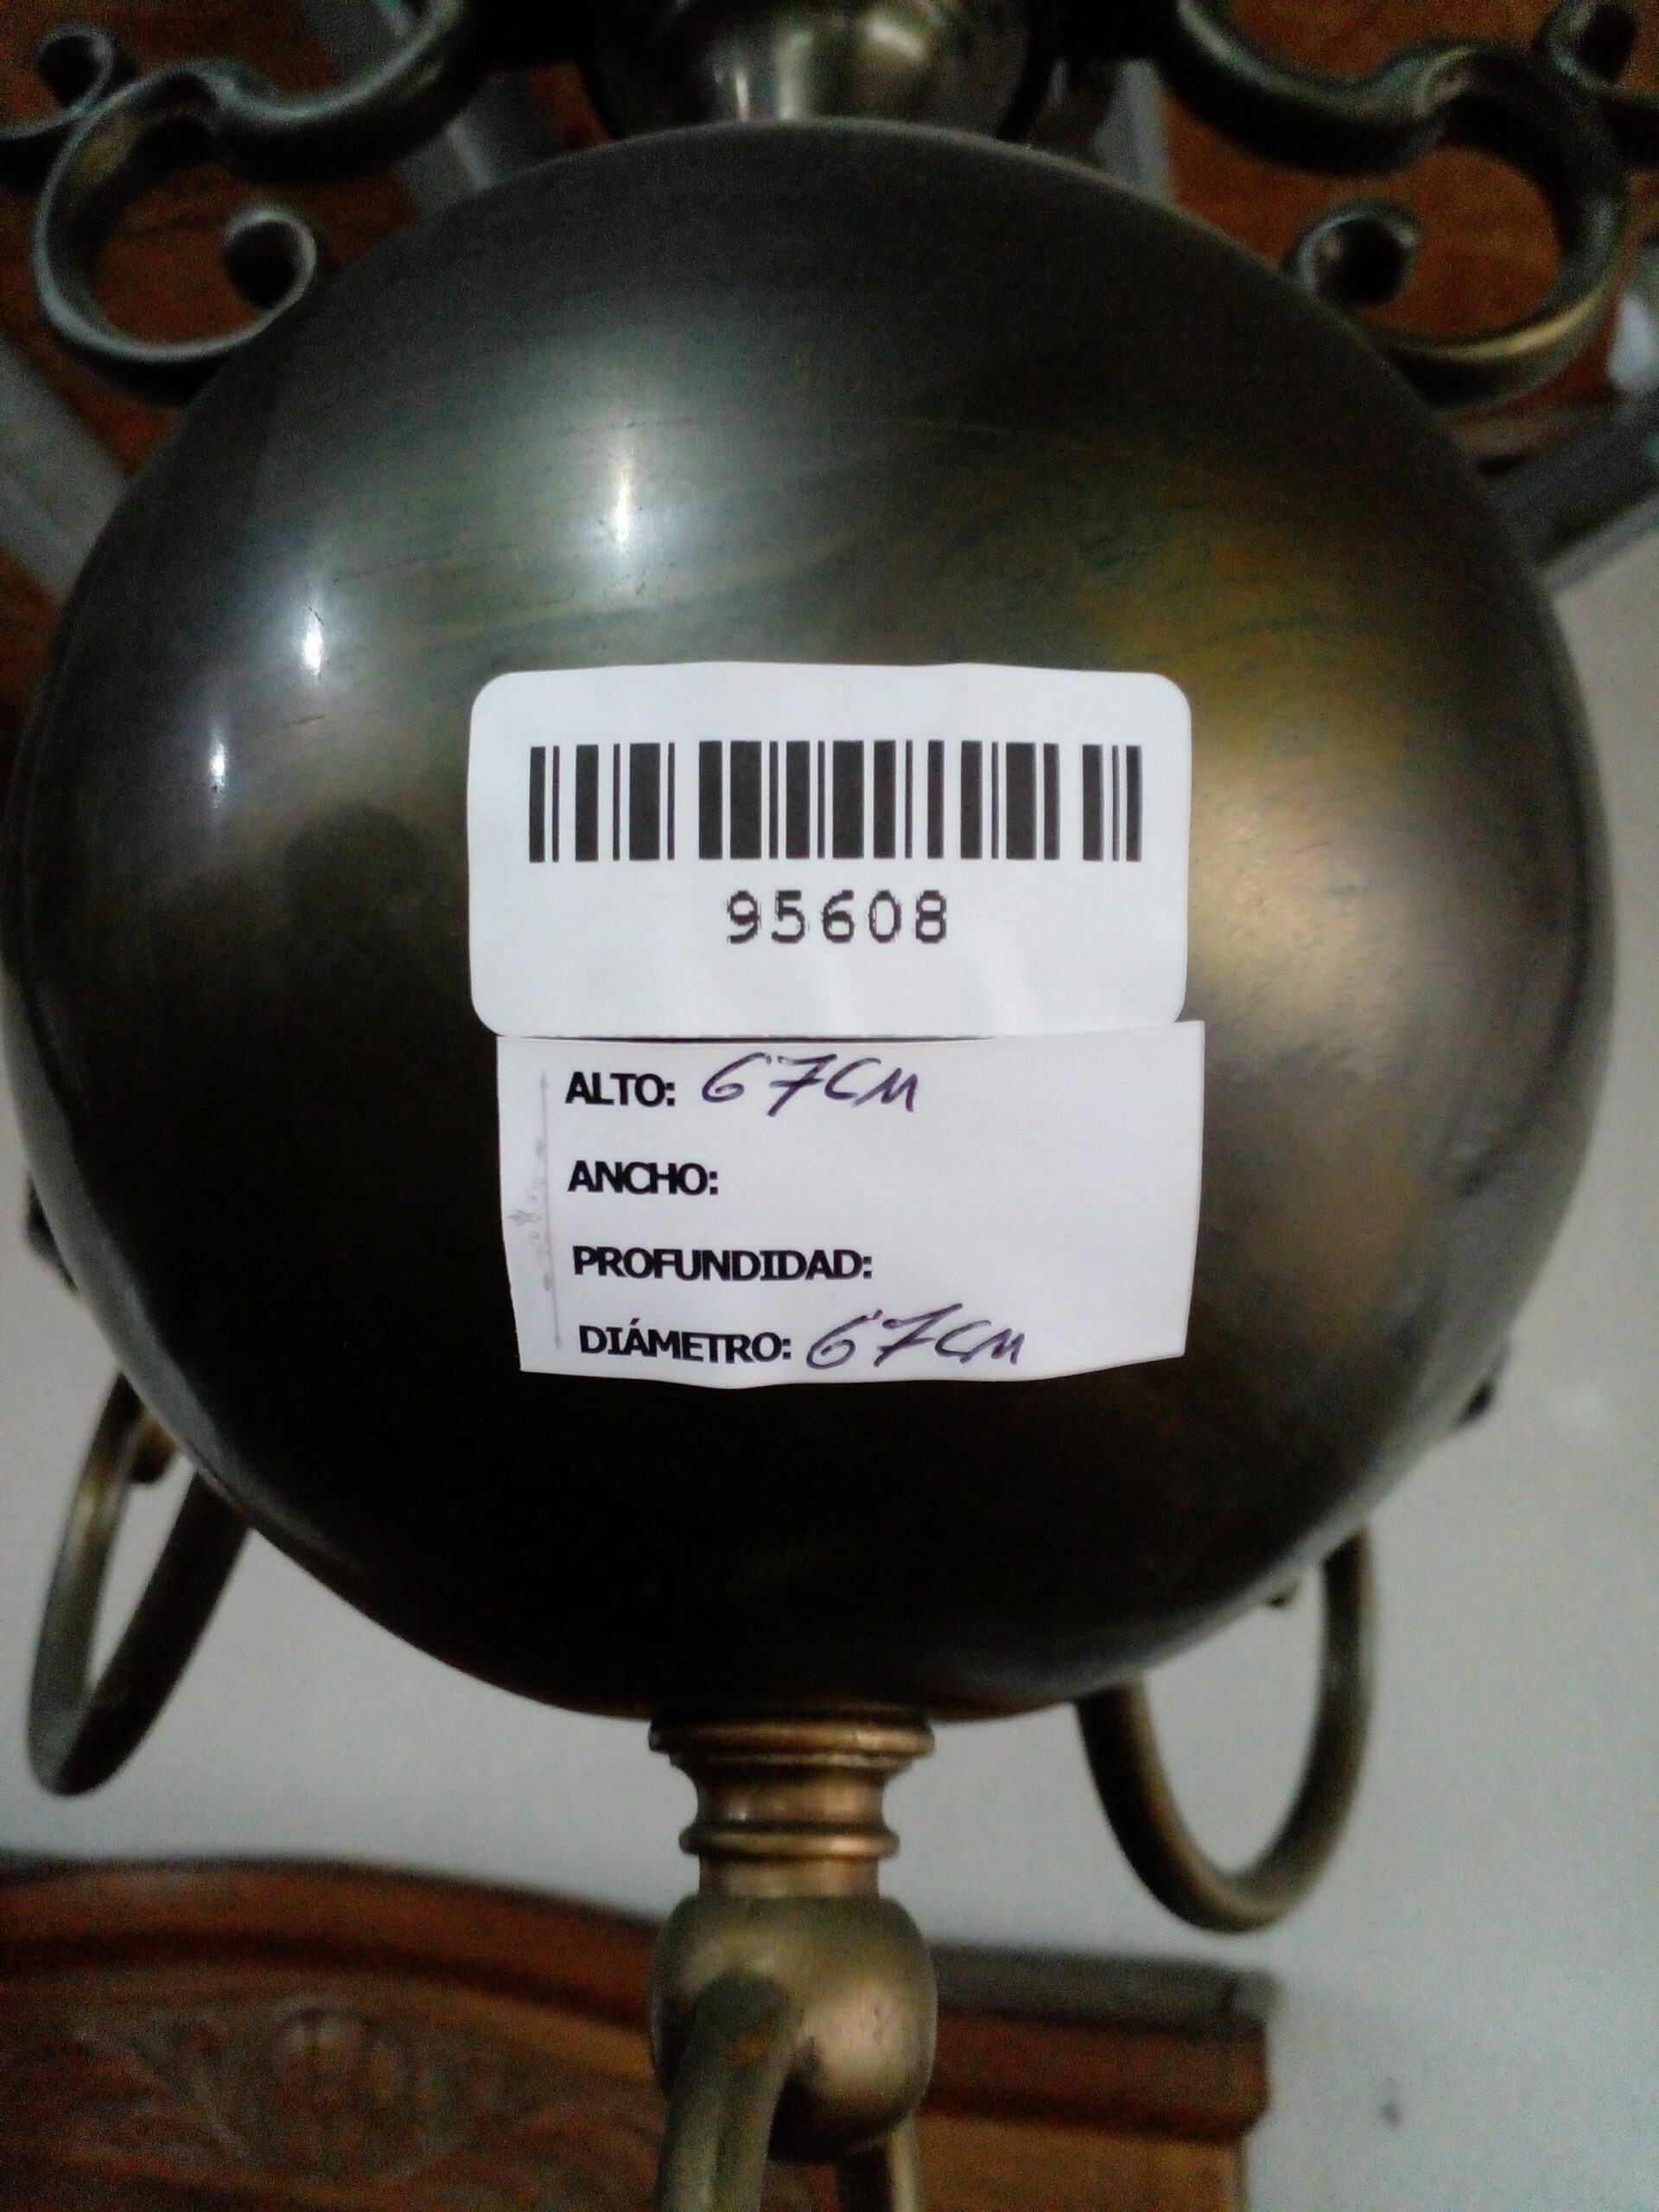 95608
ALTO: 67CM
ANCHO:
PROFUNDIDAD:
DIÁMETRO: 67CM